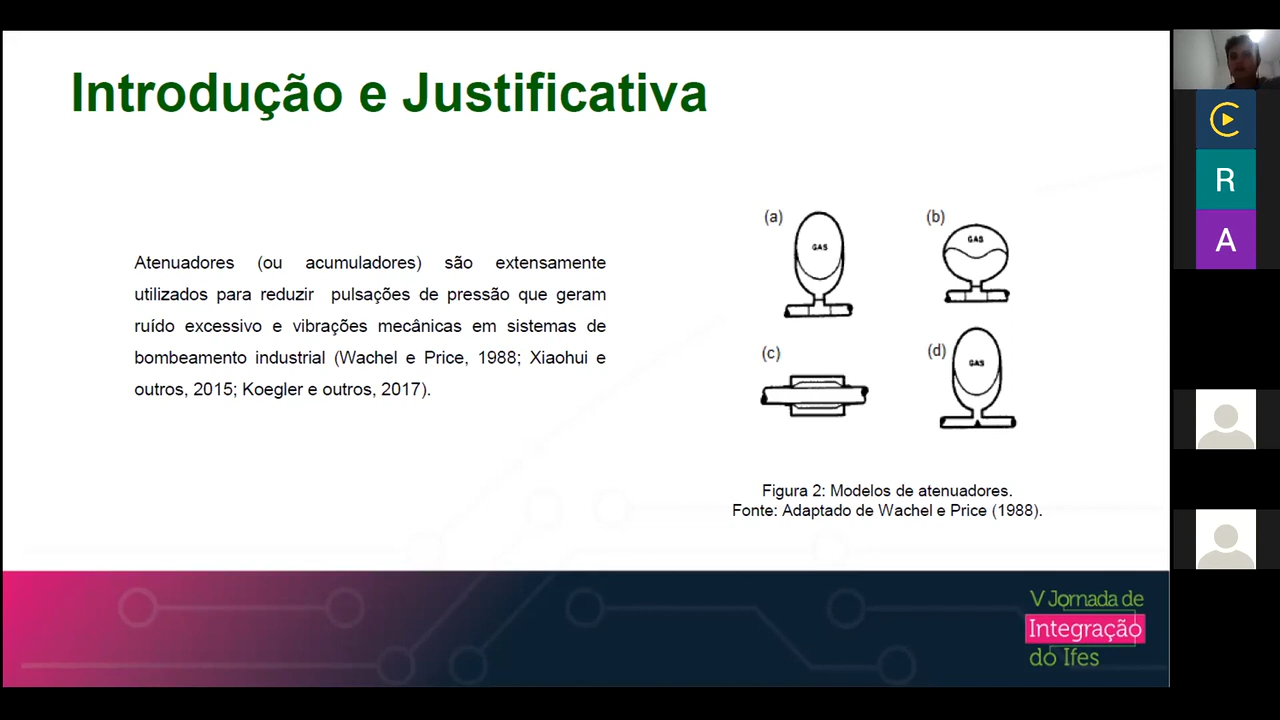 Introdução e Justificativa
Atenuadores (ou acumuladores) são extensamente
utilizados para reduzir pulsações de pressão que geram
ruído excessivo e vibrações mecânicas em sistemas de
bombeamento industrial (Wachel e Price, 1988; Xiaohui e
outros, 2015; Koegler e outros, 2017).
(a)
GAS
(b)
GAS
(c)
(d)
GAS
Figura 2: Modelos de atenuadores.
Fonte: Adaptado de Wachel e Price (1988).
V Jornada de
Integração
do Ifes
C
R
A